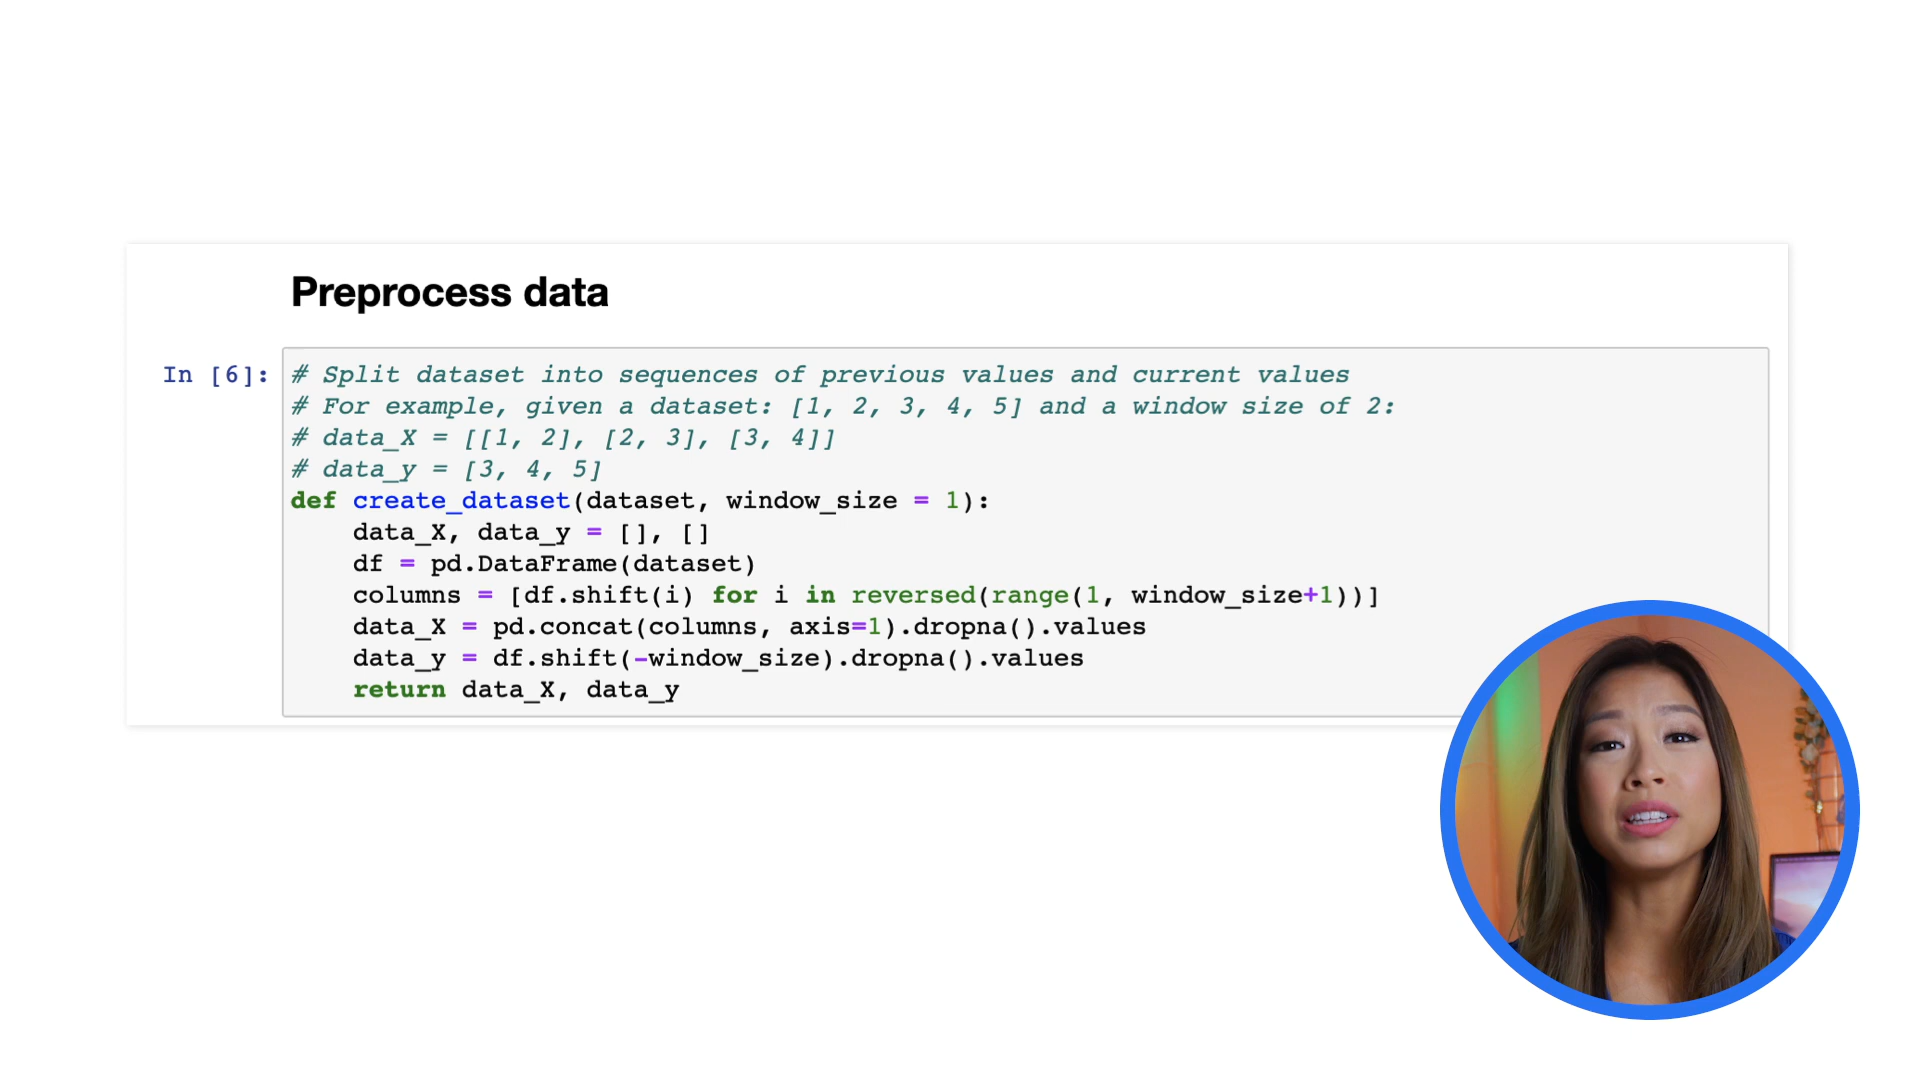 Preprocess data
In [6]:
# Split dataset into sequences of previous values and current values
# For example, given a dataset: [1, 2, 3, 4, 5] and a window size of 2:
# data_X = [[1, 2], [2, 3], [3, 4]]
# data_y = [3, 4, 5]
def create_dataset(dataset, window_size = 1):
    data_X, data_y = [], []
    df = pd.DataFrame(dataset)
    columns = [df.shift(i) for i in reversed(range(1, window_size+1))]
    data_X = pd.concat(columns, axis=1).dropna().values
    data_y = df.shift(-window_size).dropna().values
    return data_X, data_y